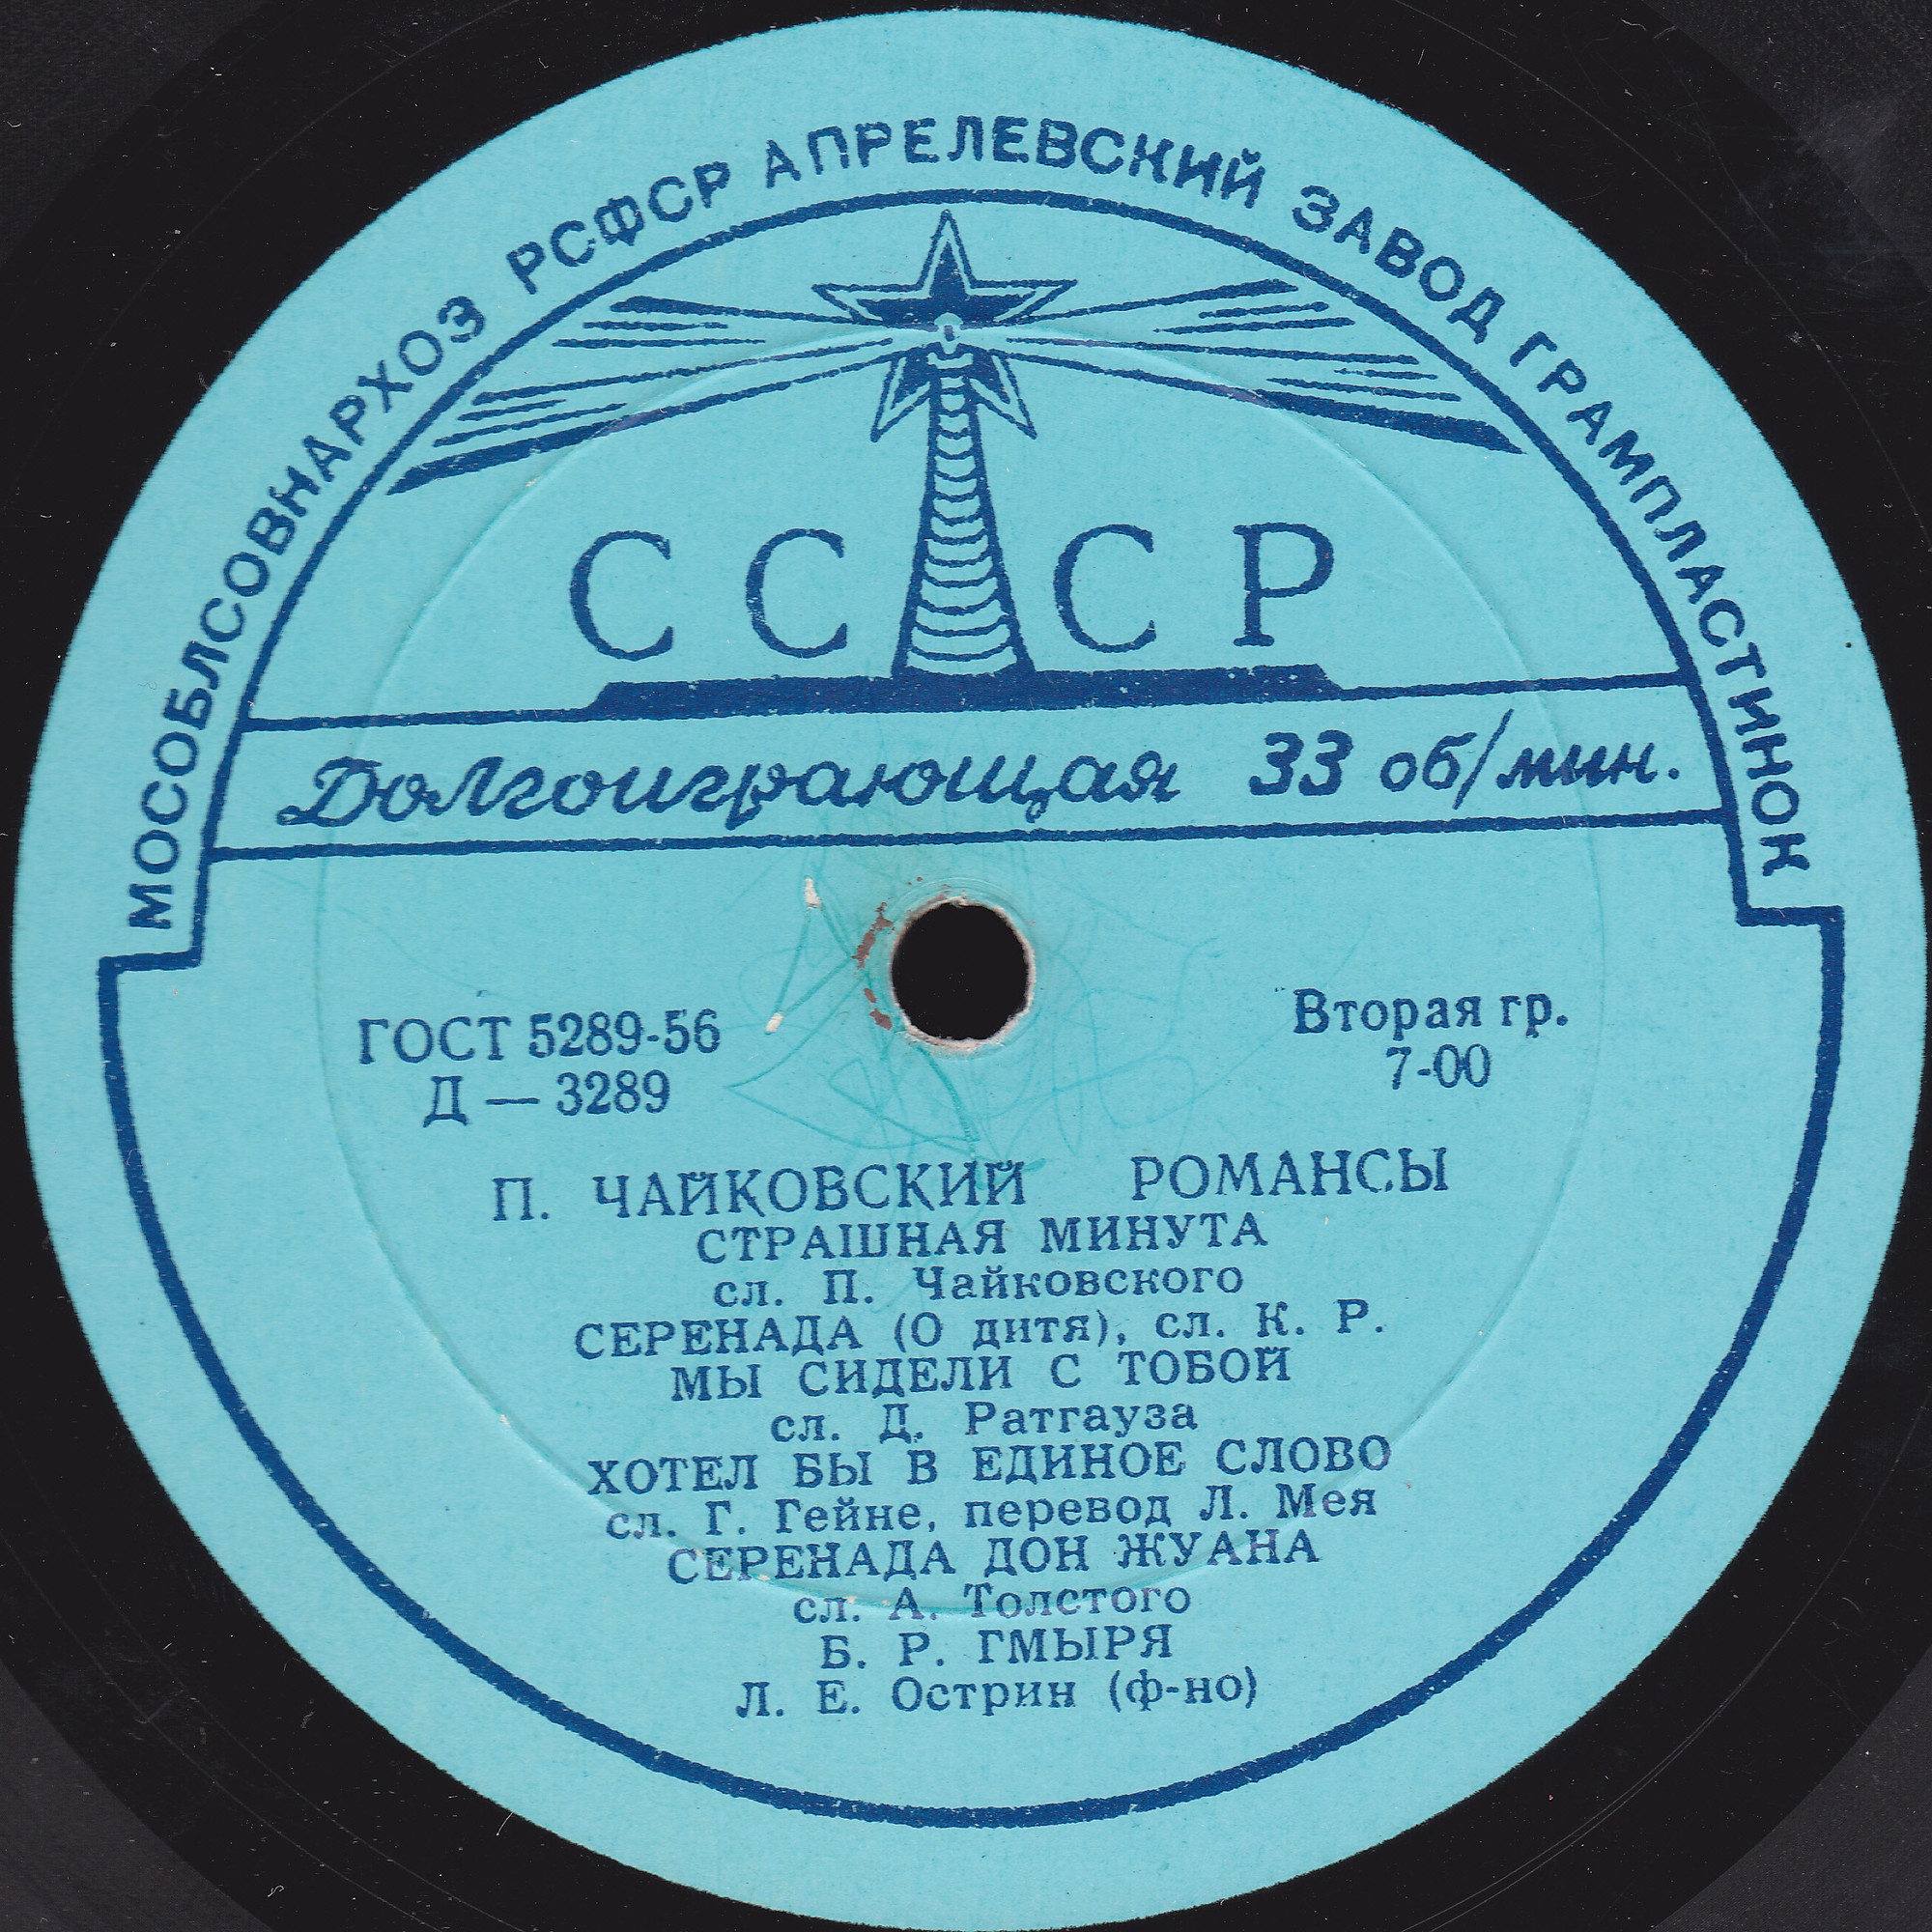 МОСОБЛСОВНАРХОЗ РСФСР АПРЕЛЕВСКИЙ ЗАВОД ГРАМПЛАСТИНОК
СССР
Долгоиграющая 33 об/мин.
ГОСТ 5289-56
Д — 3289
Вторая гр.
7-00
П. ЧАЙКОВСКИЙ РОМАНСЫ
СТРАШНАЯ МИНУТА
сл. П. Чайковского
СЕРЕНАДА (О дитя), сл. К. Р.
МЫ СИДЕЛИ С ТОБОЙ
сл. Д. Ратгауза
ХОТЕЛ БЫ В ЕДИНОЕ СЛОВО
сл. Г. Гейне, перевод Л. Мея
СЕРЕНАДА ДОН ЖУАНА
сл. А. Толстого
Б. Р. ГМЫРЯ
Л. Е. Острин (ф-но)